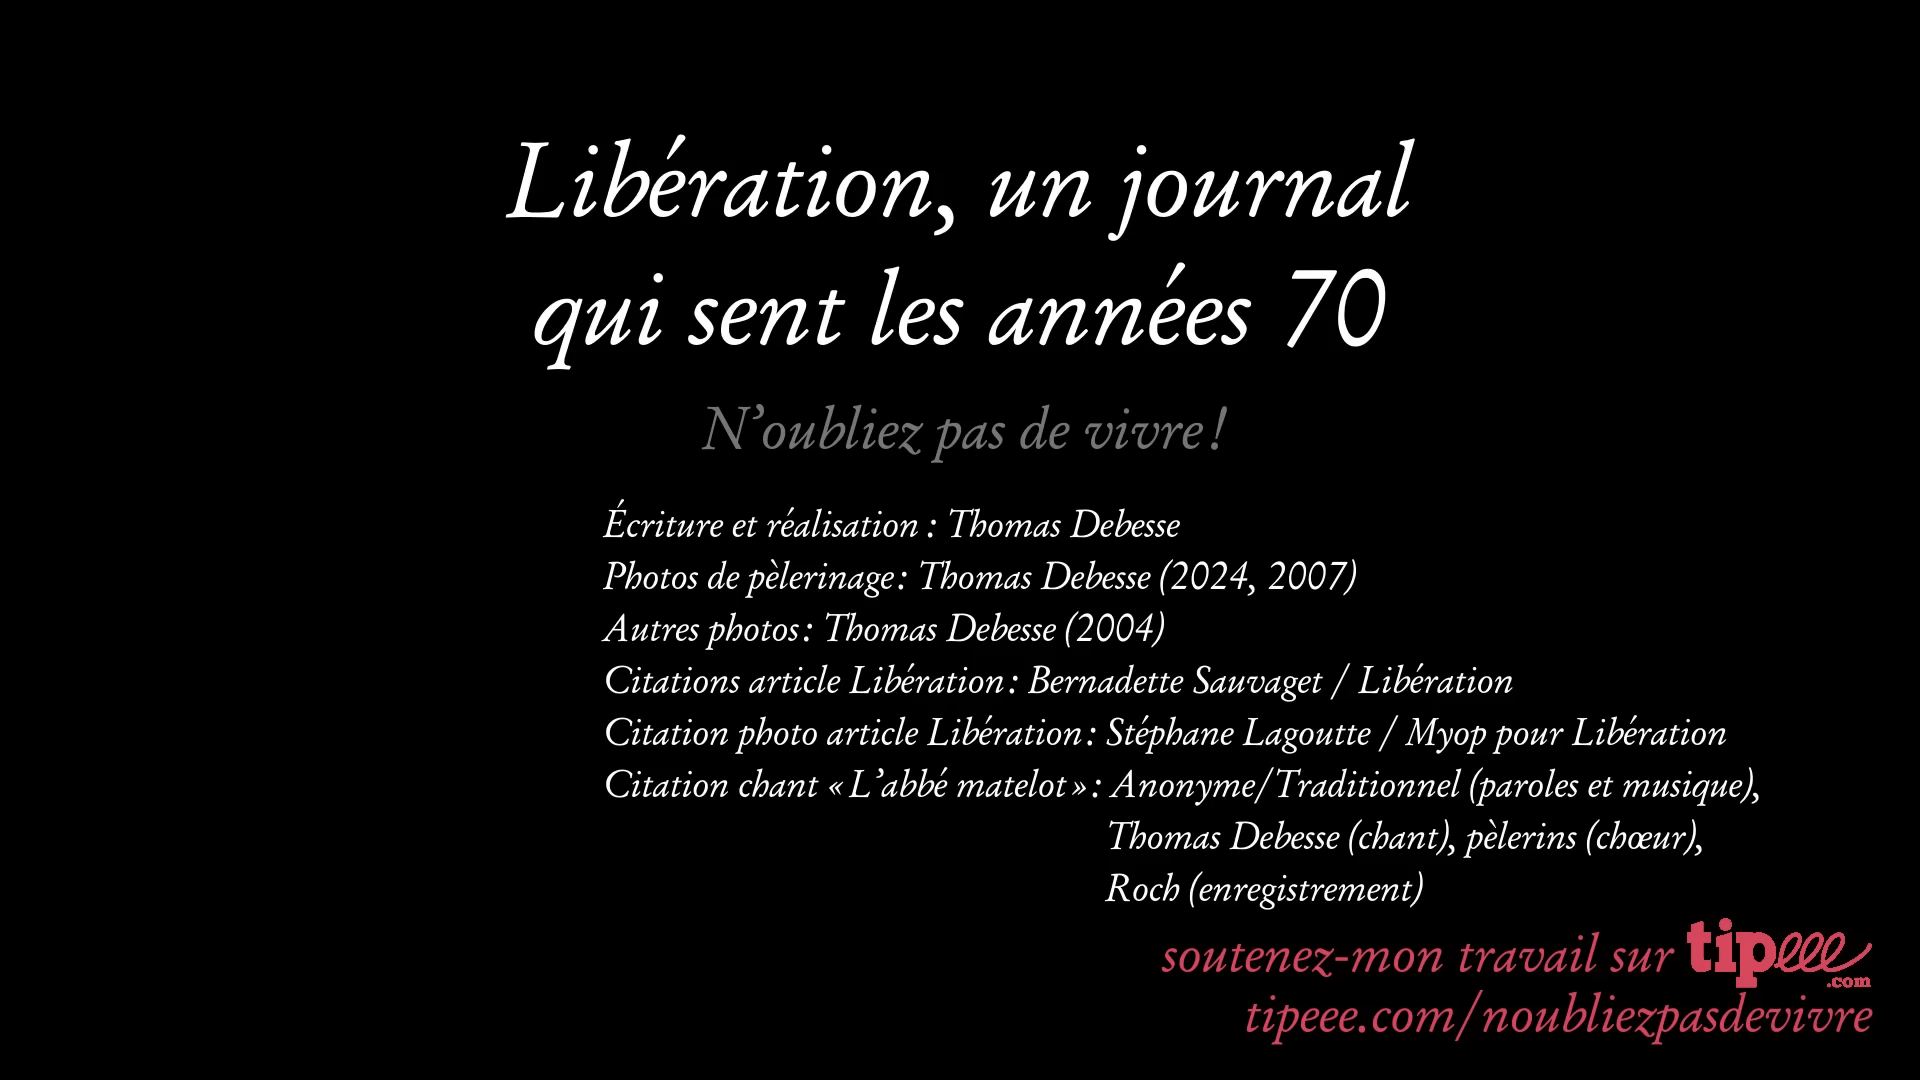 Libération, un journal
qui sent les années 70
N’oubliez pas de vivre !
Écriture et réalisation : Thomas Debesse
Photos de pèlerinage : Thomas Debesse (2024, 2007)
Autres photos : Thomas Debesse (2004)
Citations article Libération : Bernadette Sauvaget / Libération
Citation photo article Libération : Stéphane Lagoutte / Myop pour Libération
Citation chant « L’abbé matelot » : Anonyme/Traditionnel (paroles et musique),
Thomas Debesse (chant), pèlerins (chœur),
Roch (enregistrement)
soutenez-mon travail sur tipeee.com
tipeee.com/noubliezpasdevivre